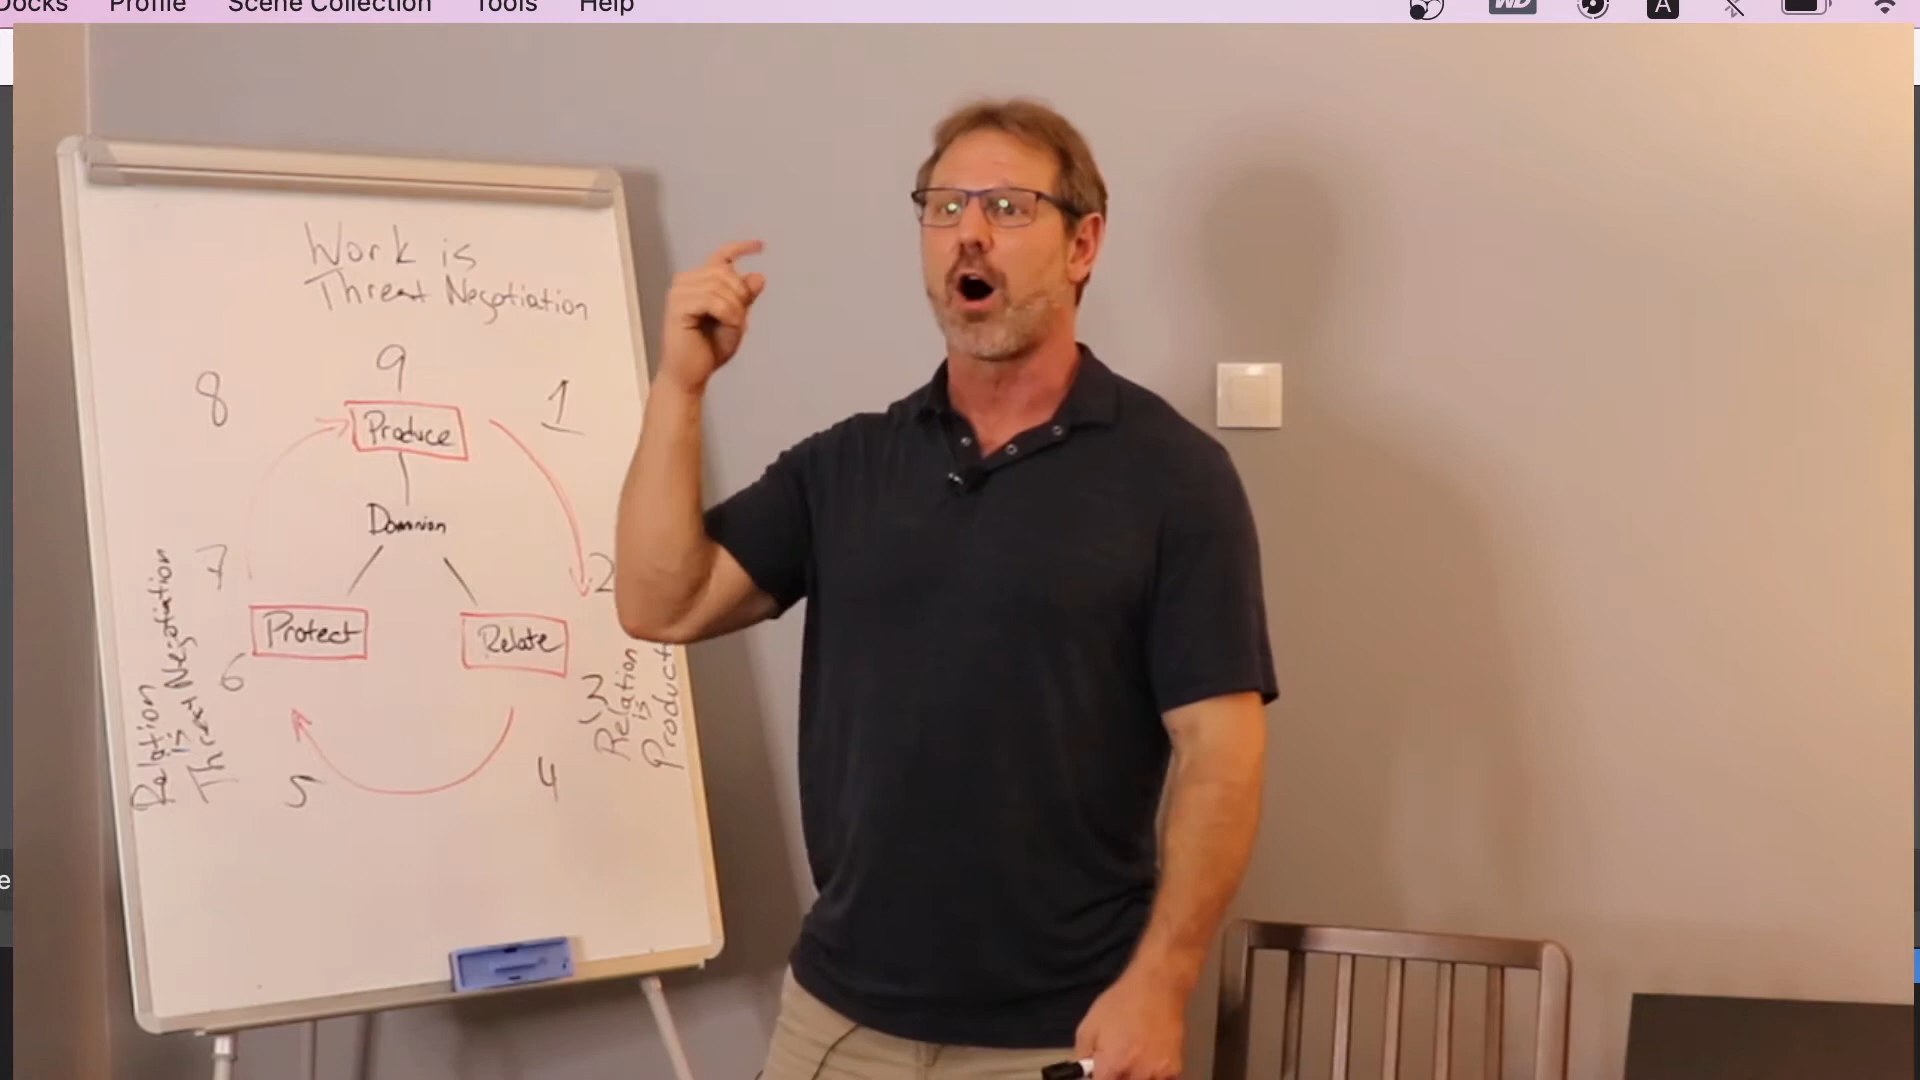 Docks Profile Scene Collection Tools Help
WD
A
Work is
Threat Negotiation
9
8
1
Produce
Dominion
7
2
Protect
Relate
6
3
5
4
Relation
is
Threat Negotiation
Relation
is
Product
e